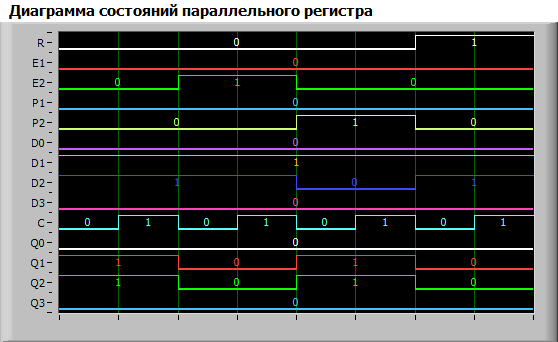 Диаграмма состояний параллельного регистра
R 0 1
E1 0
E2 0 1 0
P1 0
P2 0 1 0
D0 0
D1 1
D2 1 0 1
D3 0
C 0 1 0 1 0 1 0 1
Q0 0
Q1 1 0 1 0
Q2 1 0 1 0
Q3 0